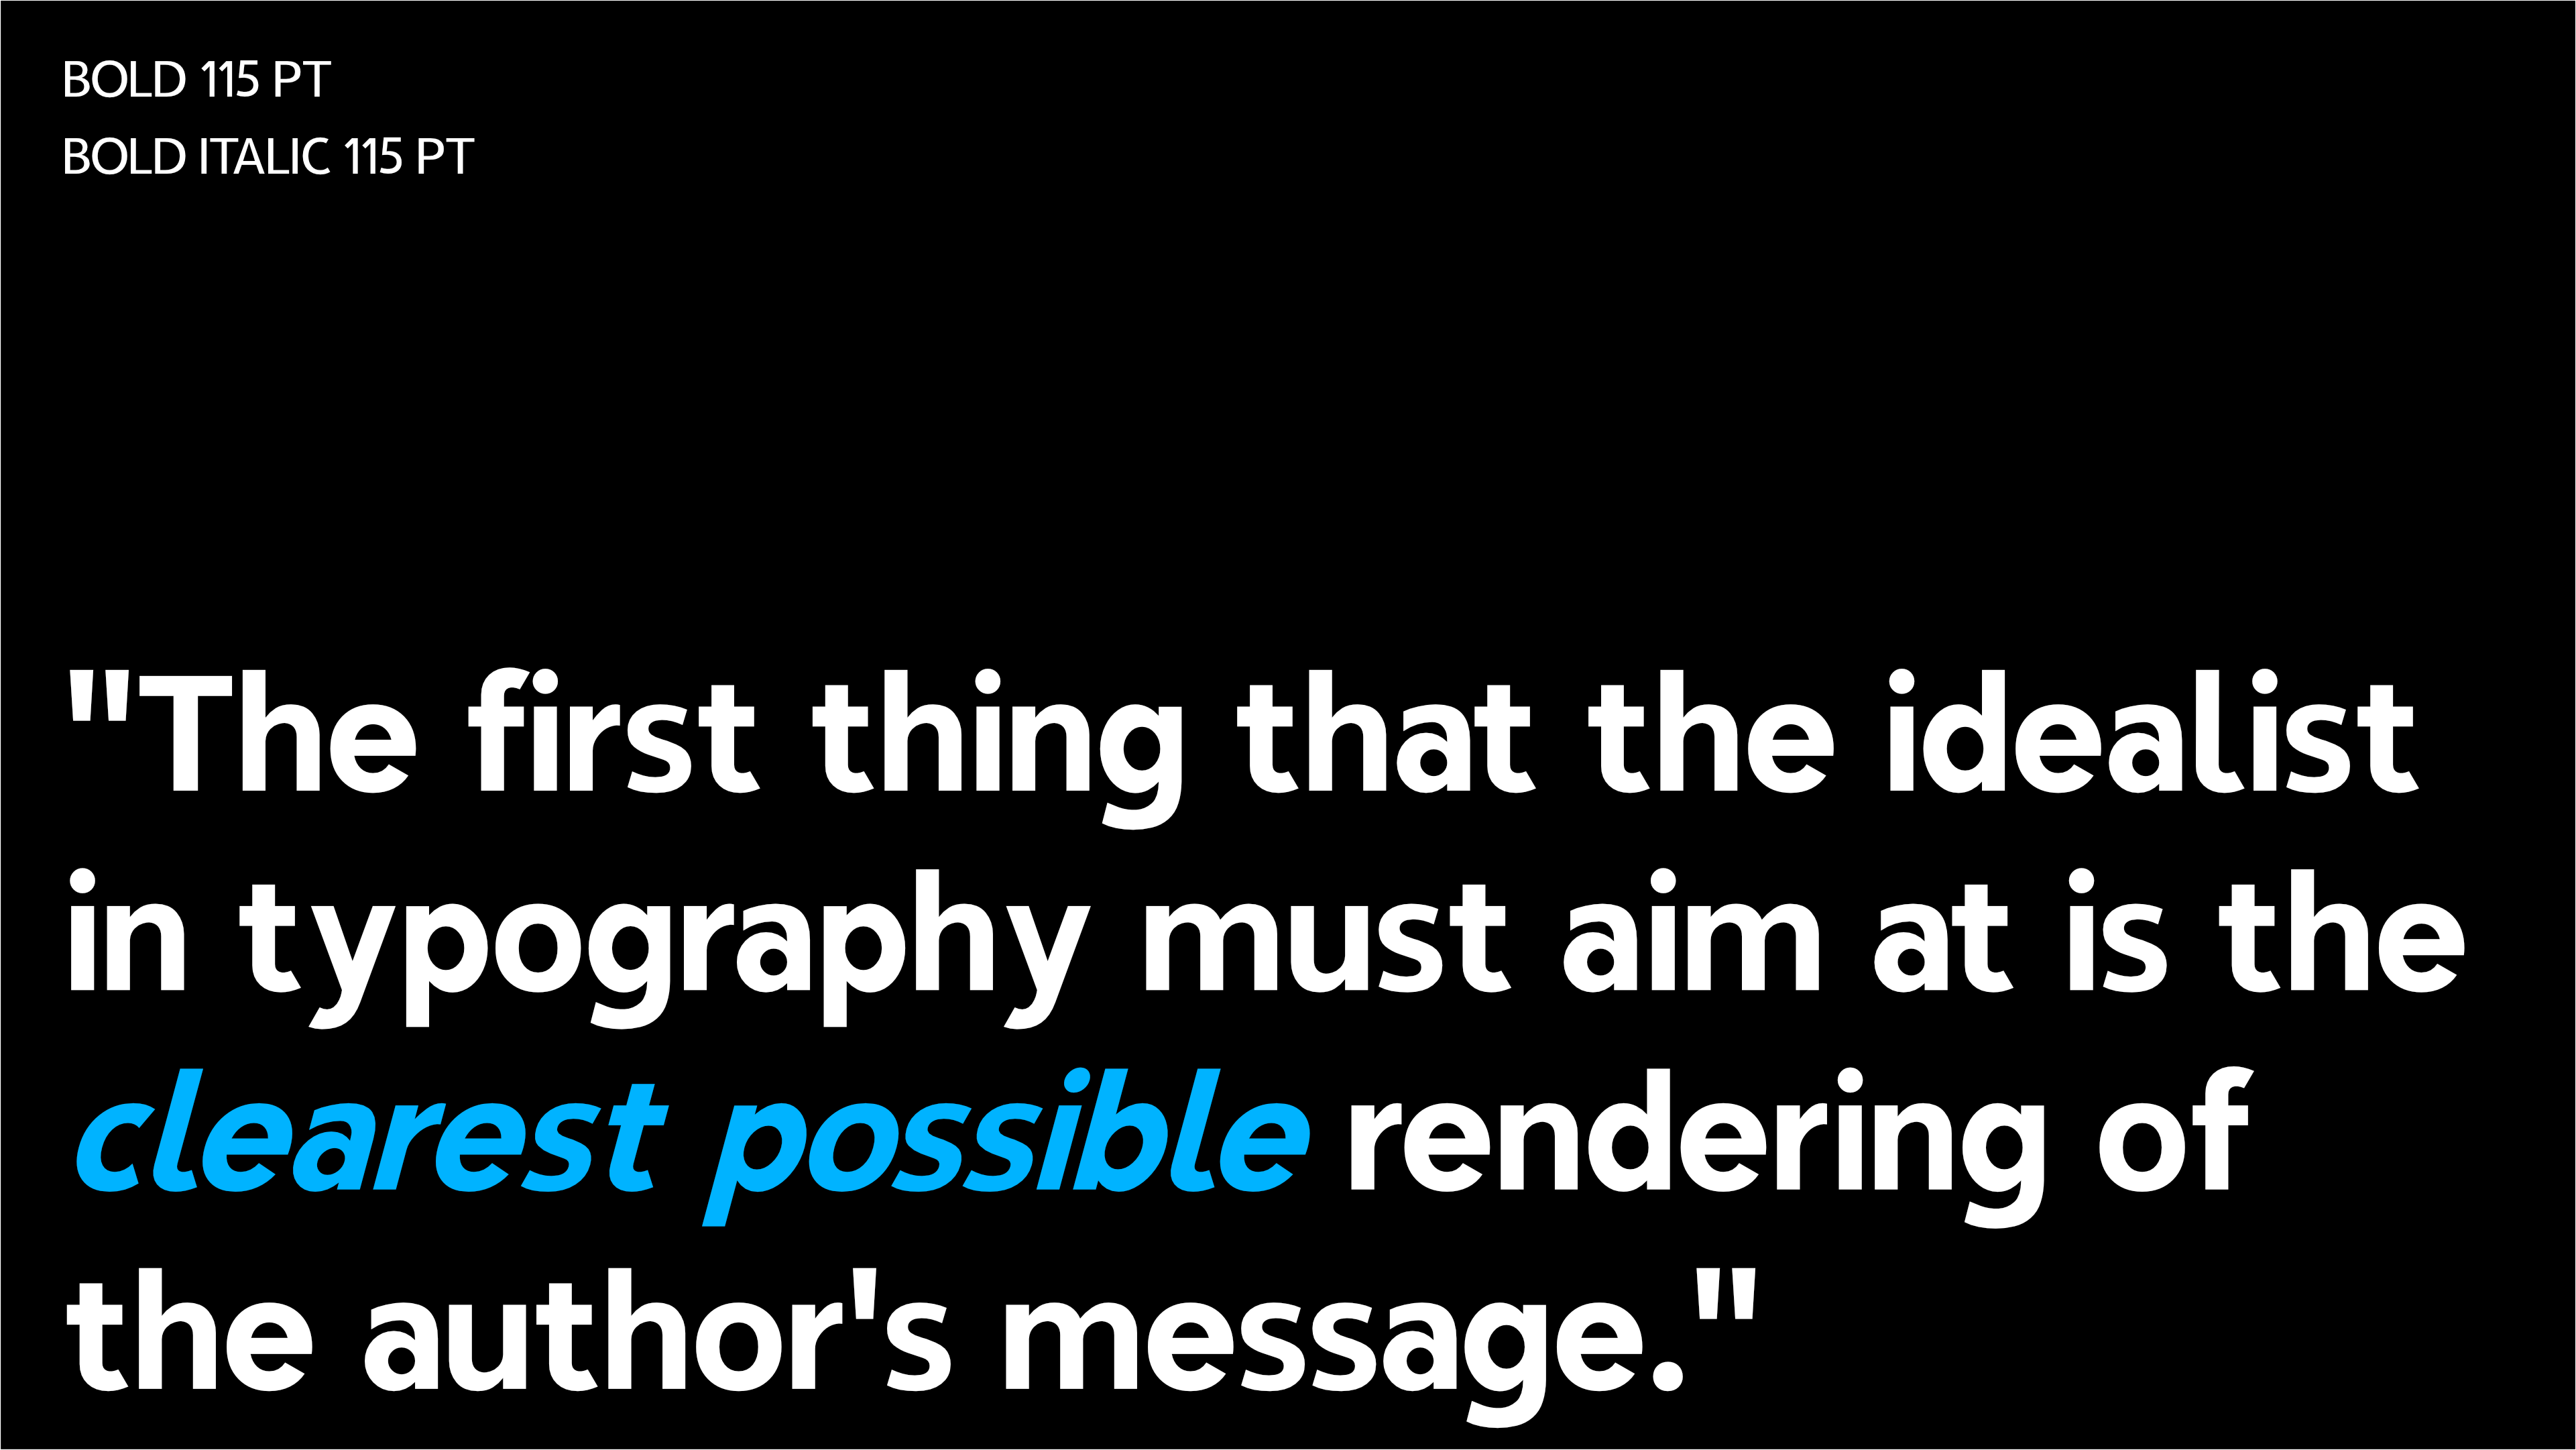 BOLD 115 PT
BOLD ITALIC 115 PT
"The first thing that the idealist
in typography must aim at is the
clearest possible rendering of
the author's message."